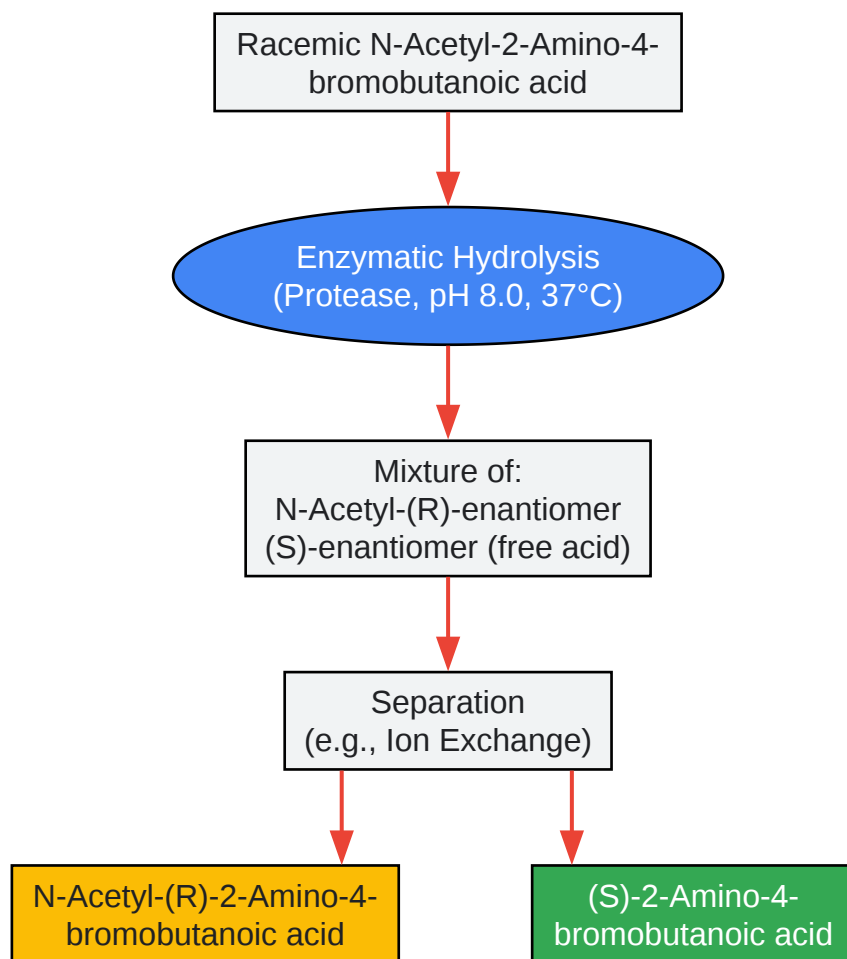 Racemic N-Acetyl-2-Amino-4-
bromobutanoic acid
Enzymatic Hydrolysis
(Protease, pH 8.0, 37°C)
Mixture of:
N-Acetyl-(R)-enantiomer
(S)-enantiomer (free acid)
Separation
(e.g., Ion Exchange)
N-Acetyl-(R)-2-Amino-4-
bromobutanoic acid
(S)-2-Amino-4-
bromobutanoic acid